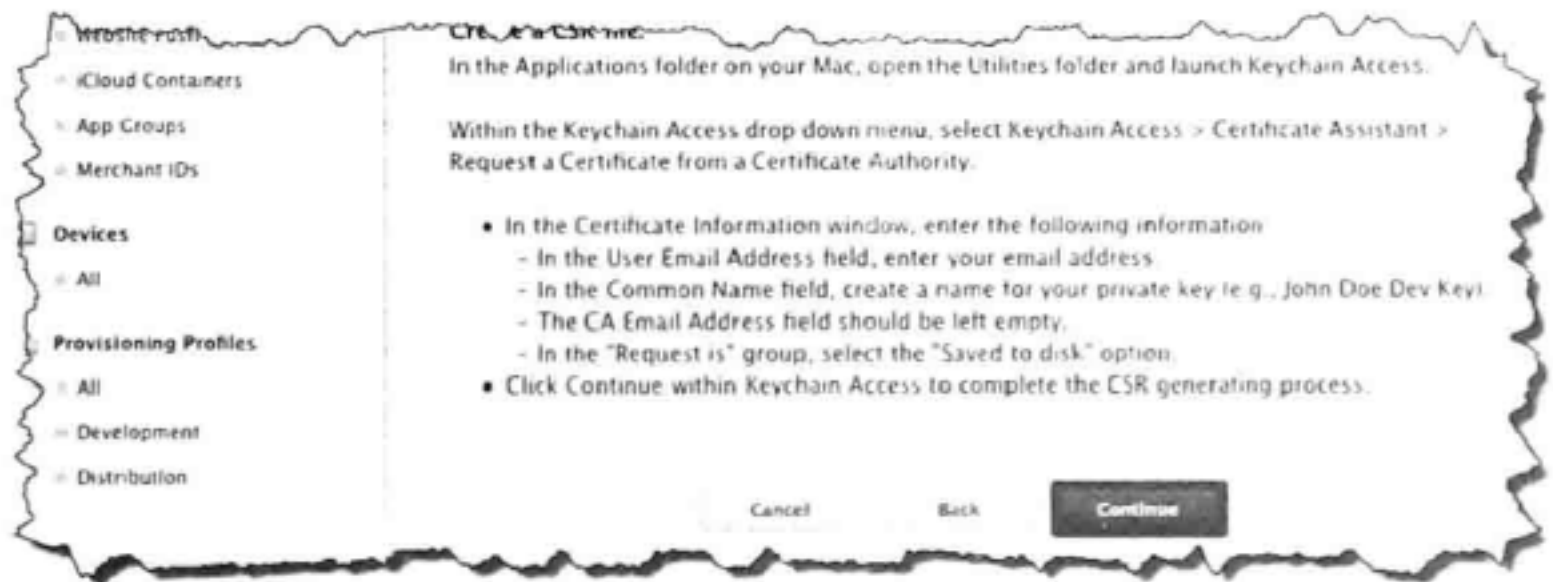 Website Push
iCloud Containers
App Groups
Merchant IDs
Devices
All
Provisioning Profiles
All
Development
Distribution
Create a CSR file.
In the Applications folder on your Mac, open the Utilities folder and launch Keychain Access.
Within the Keychain Access drop down menu, select Keychain Access > Certificate Assistant >
Request a Certificate from a Certificate Authority.
• In the Certificate Information window, enter the following information
- In the User Email Address field, enter your email address
- In the Common Name field, create a name for your private key (e.g., John Doe Dev Key).
- The CA Email Address field should be left empty.
- In the "Request is" group, select the "Saved to disk" option.
• Click Continue within Keychain Access to complete the CSR generating process.
Cancel
Back
Continue